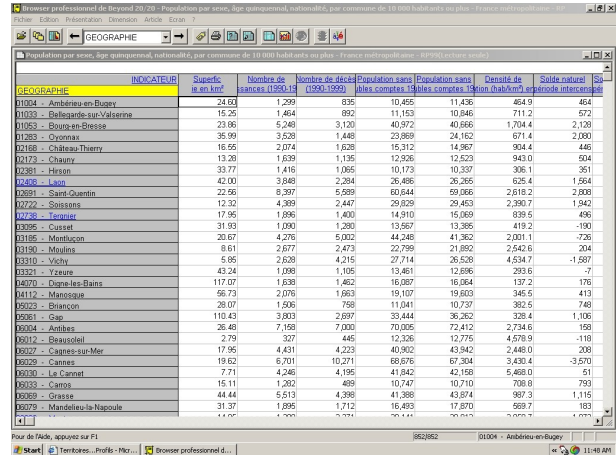 Browser professionnel de Beyond 20/20 - Population par sexe, âge quinquennal, nationalité, par commune de 10 000 habitants ou plus - France métropolitaine - RP
Fichier Edition Présentation Dimension Article Ecran ?
GEOGRAPHIE
Population par sexe, âge quinquennal, nationalité, par commune de 10 000 habitants ou plus - France métropolitaine - RP99(Lecture seule)
INDICATEUR Superfic Nombre de Nombre de décès Population sans Population sans Densité de Solde naturel So
GEOGRAPHIE ie en km² ssances (1990-19 (1990-1999) ubles comptes 19 ubles comptes 19 tion (hab/km²) en période intercens
01004 - Ambérieu-en-Bugey 24.60 1,299 835 10,455 11,436 464.9 464
01033 - Bellegarde-sur-Valserine 15.25 1,464 892 11,153 10,846 711.2 572
01053 - Bourg-en-Bresse 23.86 5,248 3,120 40,972 40,666 1,704.4 2,128
01283 - Oyonnax 35.99 3,528 1,448 23,869 24,162 671.4 2,080
02168 - Château-Thierry 16.55 2,074 1,628 15,312 14,967 904.4 446
02173 - Chauny 13.28 1,639 1,135 12,926 12,523 943.0 504
02381 - Hirson 33.77 1,416 1,065 10,173 10,337 306.1 351
02408 - Laon 42.00 3,848 2,284 26,486 26,265 625.4 1,564
02691 - Saint-Quentin 22.56 8,397 5,589 60,644 59,066 2,618.2 2,808
02722 - Soissons 12.32 4,389 2,447 29,829 29,453 2,390.7 1,942
02738 - Tergnier 17.95 1,896 1,400 14,910 15,069 839.5 496
03095 - Cusset 31.93 1,090 1,280 13,567 13,385 419.2 -190
03185 - Montluçon 20.67 4,276 5,002 44,248 41,362 2,001.1 -726
03190 - Moulins 8.61 2,677 2,473 22,799 21,892 2,542.6 204
03310 - Vichy 5.85 2,628 4,215 27,714 26,528 4,534.7 -1,587
03321 - Yzeure 43.24 1,098 1,105 13,461 12,696 293.6 -7
04070 - Digne-les-Bains 117.07 1,638 1,462 16,087 16,064 137.2 176
04112 - Manosque 56.73 2,076 1,663 19,107 19,603 345.5 413
05023 - Briançon 28.07 1,506 758 11,041 10,737 382.5 748
05061 - Gap 110.43 3,803 2,697 33,444 36,262 328.4 1,106
06004 - Antibes 26.48 7,158 7,000 70,005 72,412 2,734.6 158
06012 - Beausoleil 2.79 327 445 12,326 12,775 4,578.9 -118
06027 - Cagnes-sur-Mer 17.95 4,431 4,223 40,902 43,942 2,448.0 208
06029 - Cannes 19.62 6,701 10,271 68,676 67,304 3,430.4 -3,570
06030 - Le Cannet 7.71 4,246 4,195 41,842 42,158 5,468.0 51
06033 - Carros 15.11 1,282 489 10,747 10,710 708.8 793
06069 - Grasse 44.44 5,513 4,398 41,388 43,874 987.3 1,115
06079 - Mandelieu-la-Napoule 31.37 1,895 1,712 16,493 17,870 569.7 183
Pour de l'Aide, appuyez sur F1
852/852
01004 - Ambérieu-en-Bugey
Start
Territoires...Profils - Micr...
Browser professionnel d...
11:48 AM